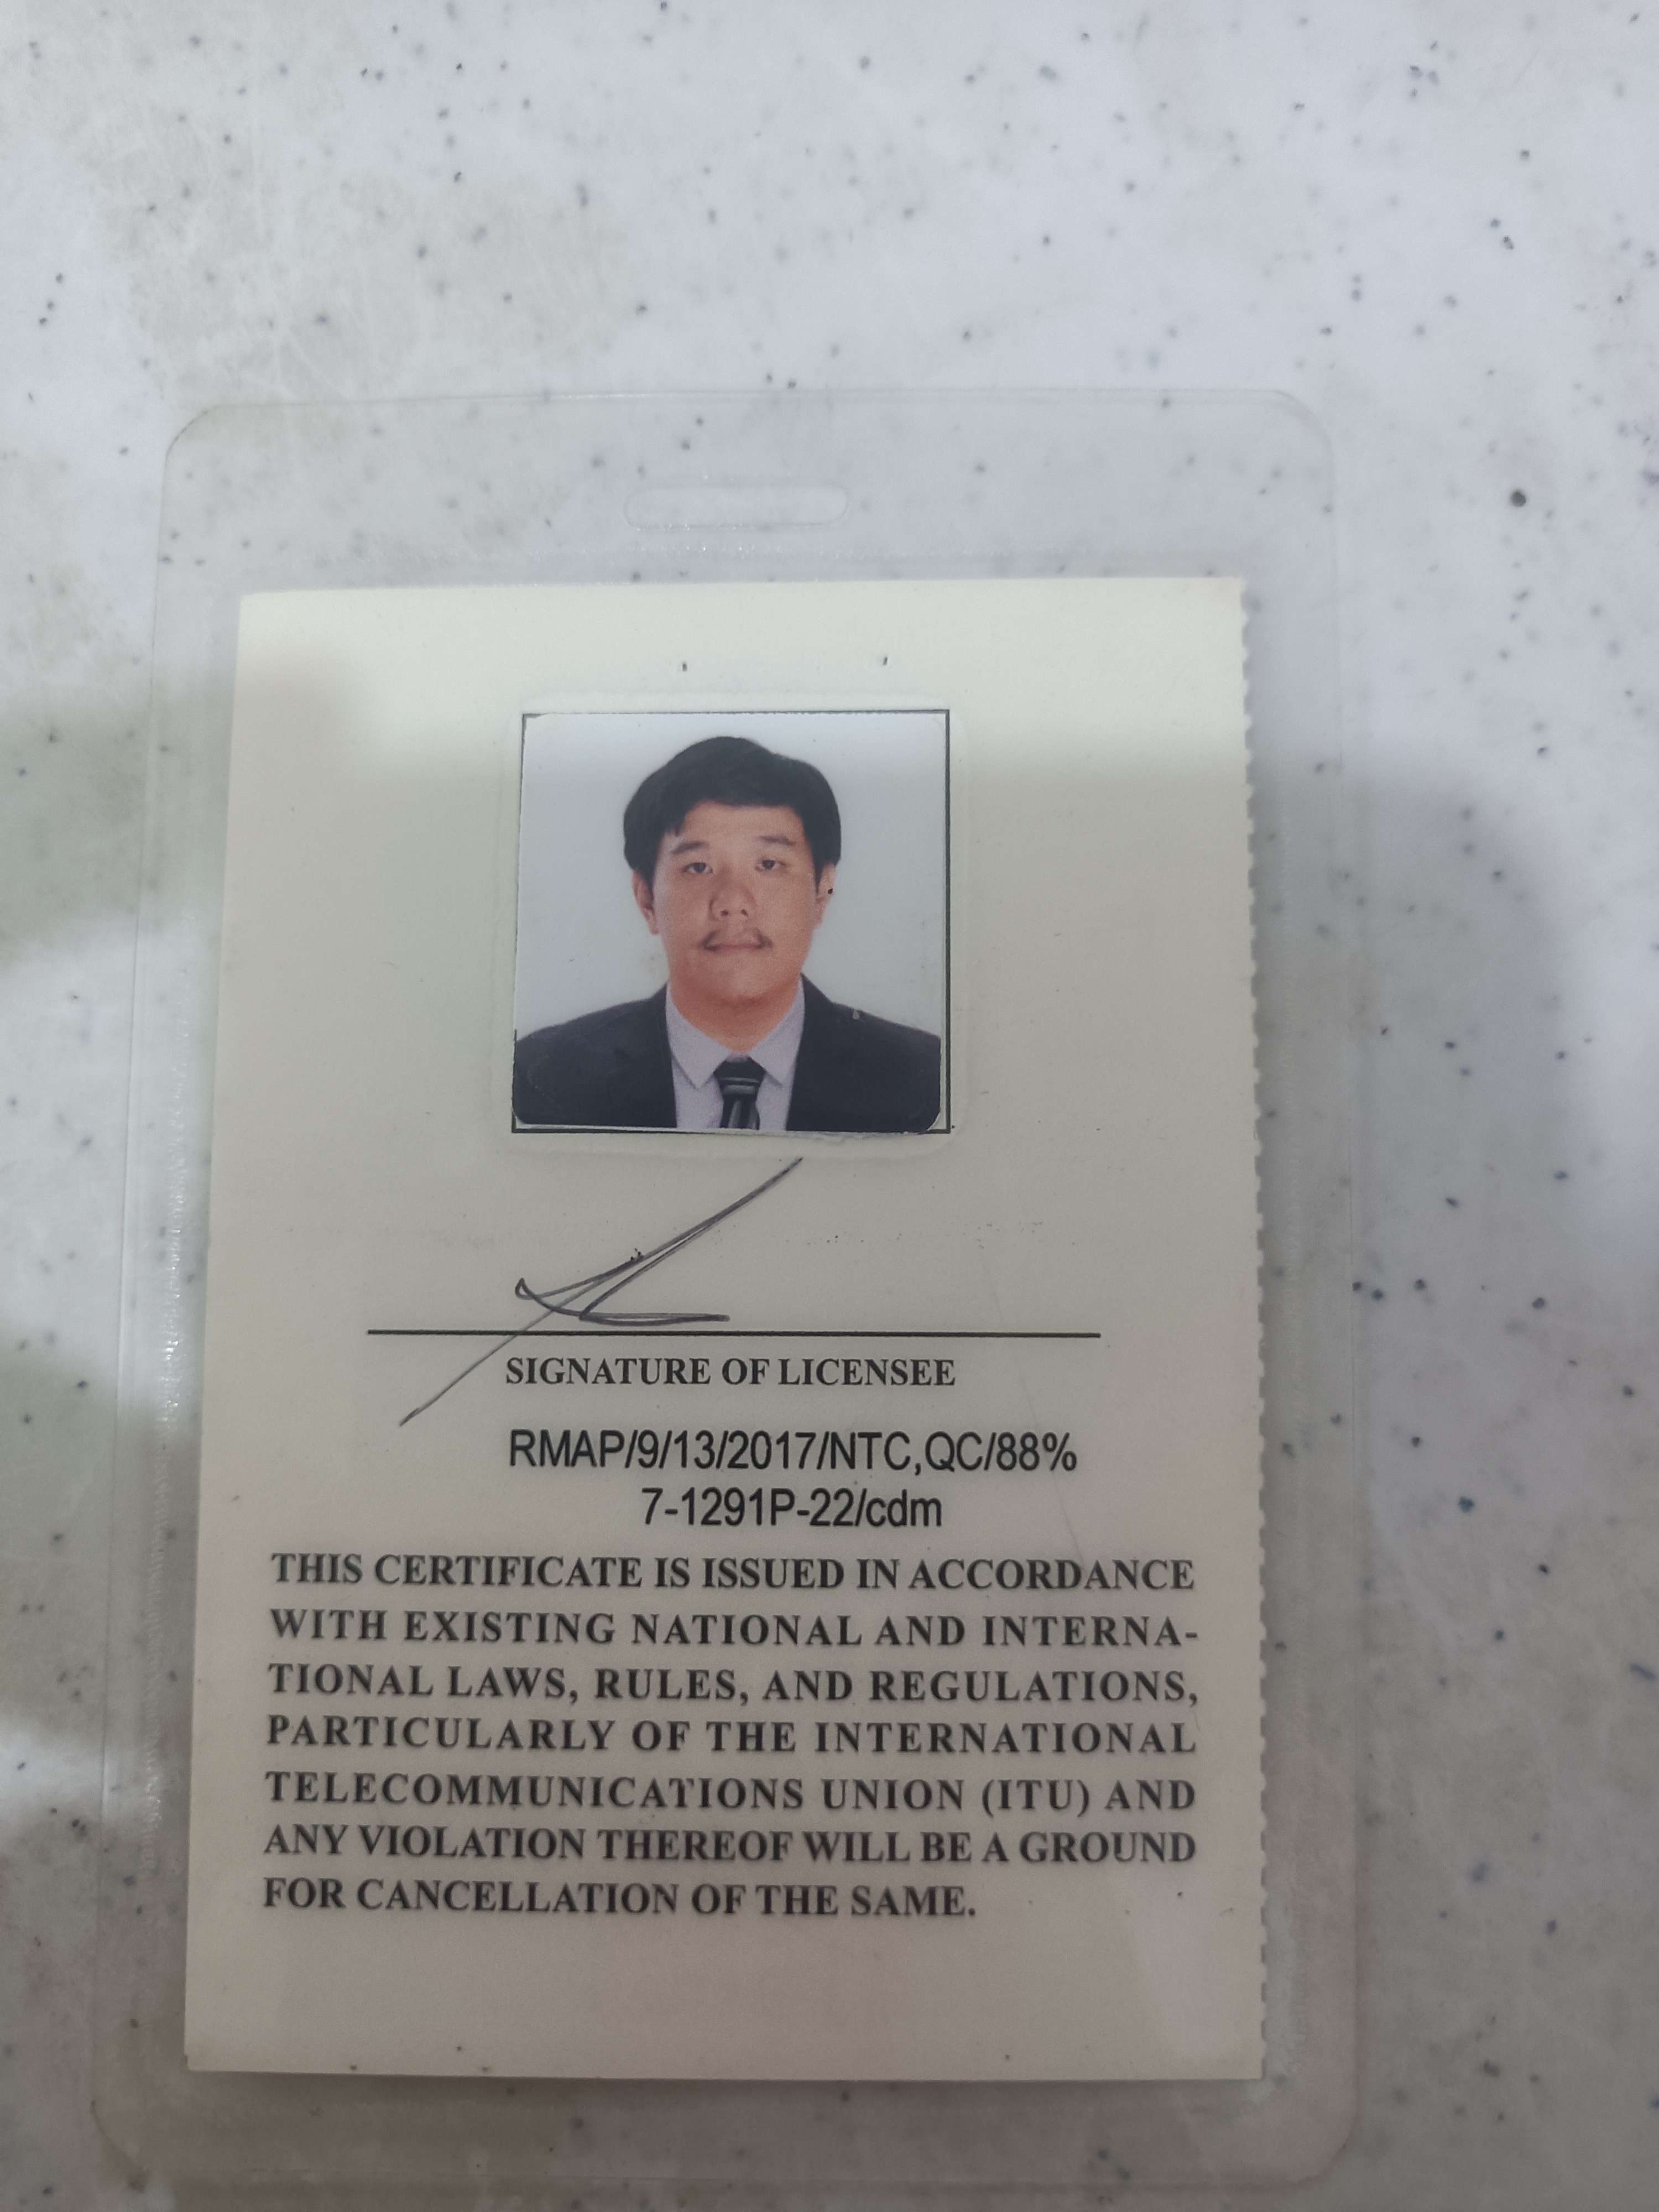 SIGNATURE OF LICENSEE
RMAP/9/13/2017/NTC,QC/88%
7-1291P-22/cdm
THIS CERTIFICATE IS ISSUED IN ACCORDANCE
WITH EXISTING NATIONAL AND INTERNA-
TIONAL LAWS, RULES, AND REGULATIONS,
PARTICULARLY OF THE INTERNATIONAL
TELECOMMUNICATIONS UNION (ITU) AND
ANY VIOLATION THEREOF WILL BE A GROUND
FOR CANCELLATION OF THE SAME.